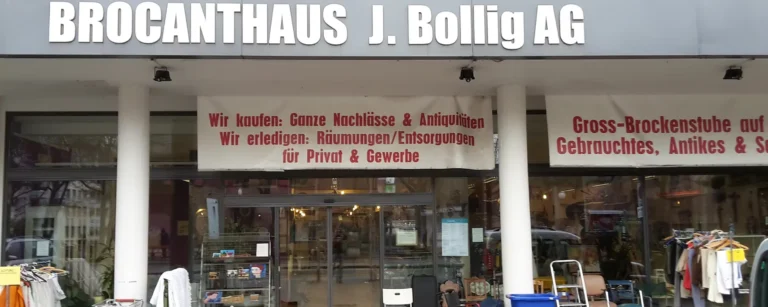 BROCANTHAUS J. Bollig AG
Wir kaufen: Ganze Nachlässe & Antiquitäten
Wir erledigen: Räumungen/Entsorgungen
für Privat & Gewerbe
Gross-Brockenstube auf
Gebrauchtes, Antikes & S